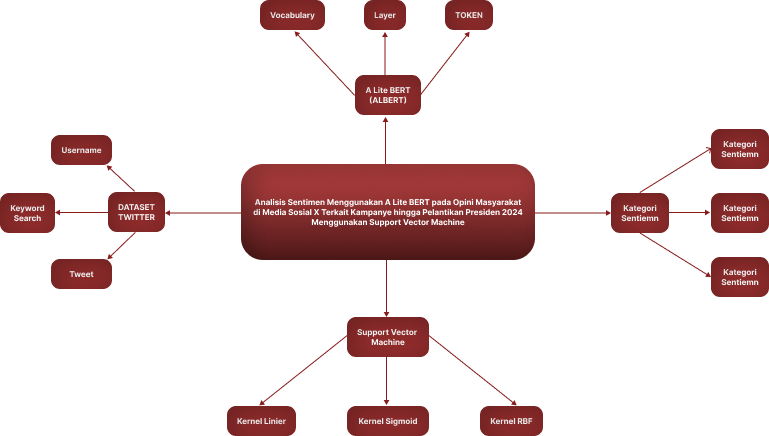 Vocabulary
Layer
TOKEN
A Lite BERT
(ALBERT)
Username
Keyword
Search
DATASET
TWITTER
Tweet
Analisis Sentimen Menggunakan A Lite BERT pada Opini Masyarakat
di Media Sosial X Terkait Kampanye hingga Pelantikan Presiden 2024
Menggunakan Support Vector Machine
Kategori
Sentiemn
Kategori
Sentiemn
Kategori
Sentiemn
Kategori
Sentiemn
Support Vector
Machine
Kernel Linier
Kernel Sigmoid
Kernel RBF